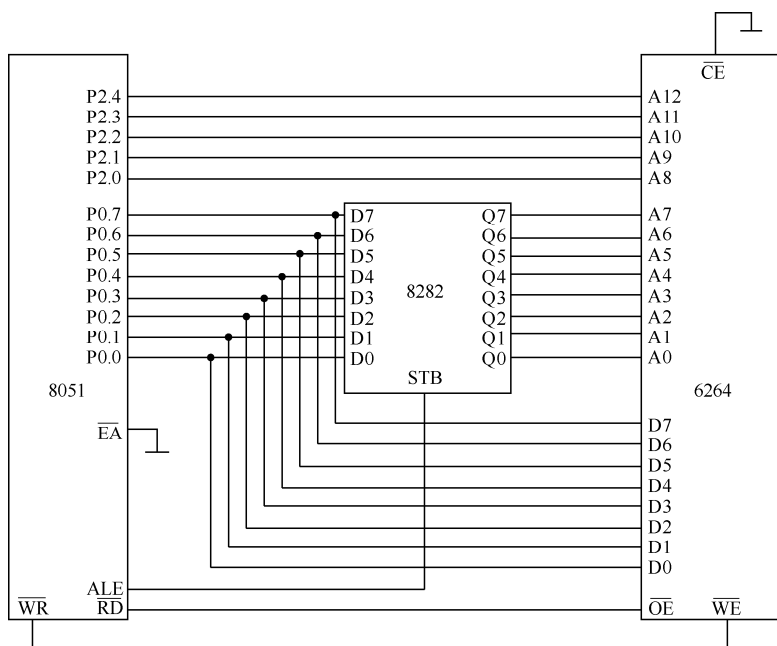 CE
P2.4
A12
P2.3
A11
P2.2
A10
P2.1
A9
P2.0
A8
P0.7
D7
Q7
A7
P0.6
D6
Q6
A6
P0.5
D5
Q5
A5
P0.4
D4
Q4
A4
8282
P0.3
D3
Q3
A3
P0.2
D2
Q2
A2
P0.1
D1
Q1
A1
P0.0
D0
Q0
A0
STB
8051
6264
EA
D7
D6
D5
D4
D3
D2
D1
D0
ALE
WR
RD
OE
WE